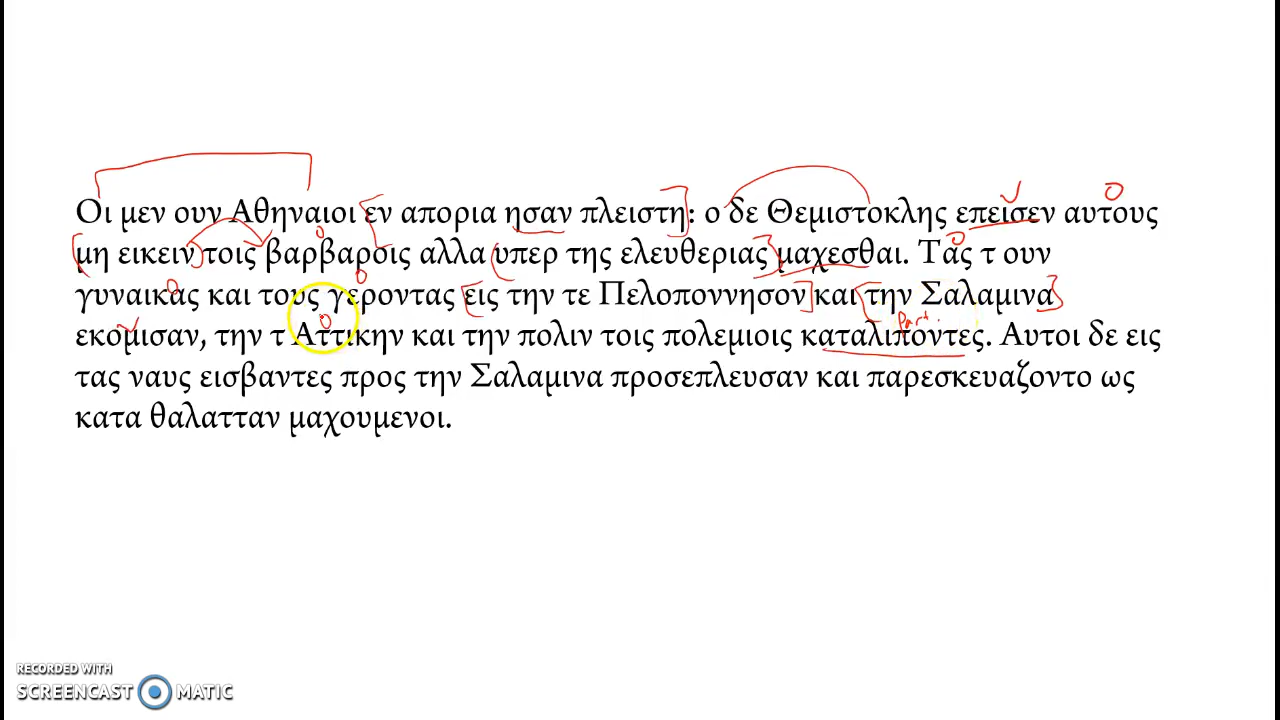 Οι μεν ουν Αθηναιοι εν απορια ησαν πλειστη: ο δε Θεμιστοκλης επεισεν αυτους
μη εικειν τοις βαρβαροις αλλα υπερ της ελευθεριας μαχεσθαι. Τας τ ουν
γυναικας και τους γεροντας εις την τε Πελοποννησον και την Σαλαμινα
part.
εκομισαν, την τ Αττικην και την πολιν τοις πολεμιοις καταλιποντες. Αυτοι δε εις
τας ναυς εισβαντες προς την Σαλαμινα προσεπλευσαν και παρεσκευαζοντο ως
κατα θαλατταν μαχουμενοι.
RECORDED WITH
SCREENCAST MATIC